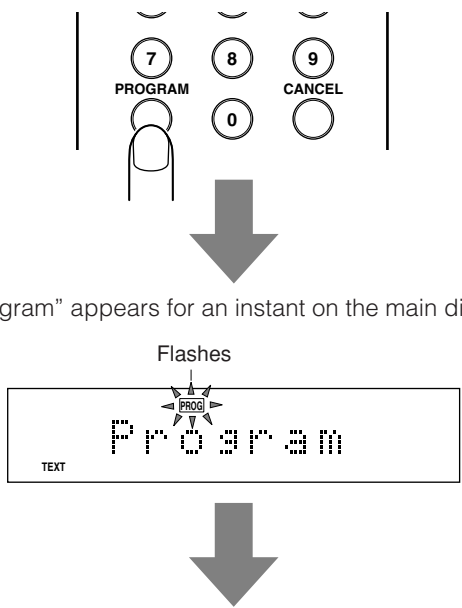 7 8 9
PROGRAM CANCEL
0
gram” appears for an instant on the main di
Flashes
PROG
Program
TEXT